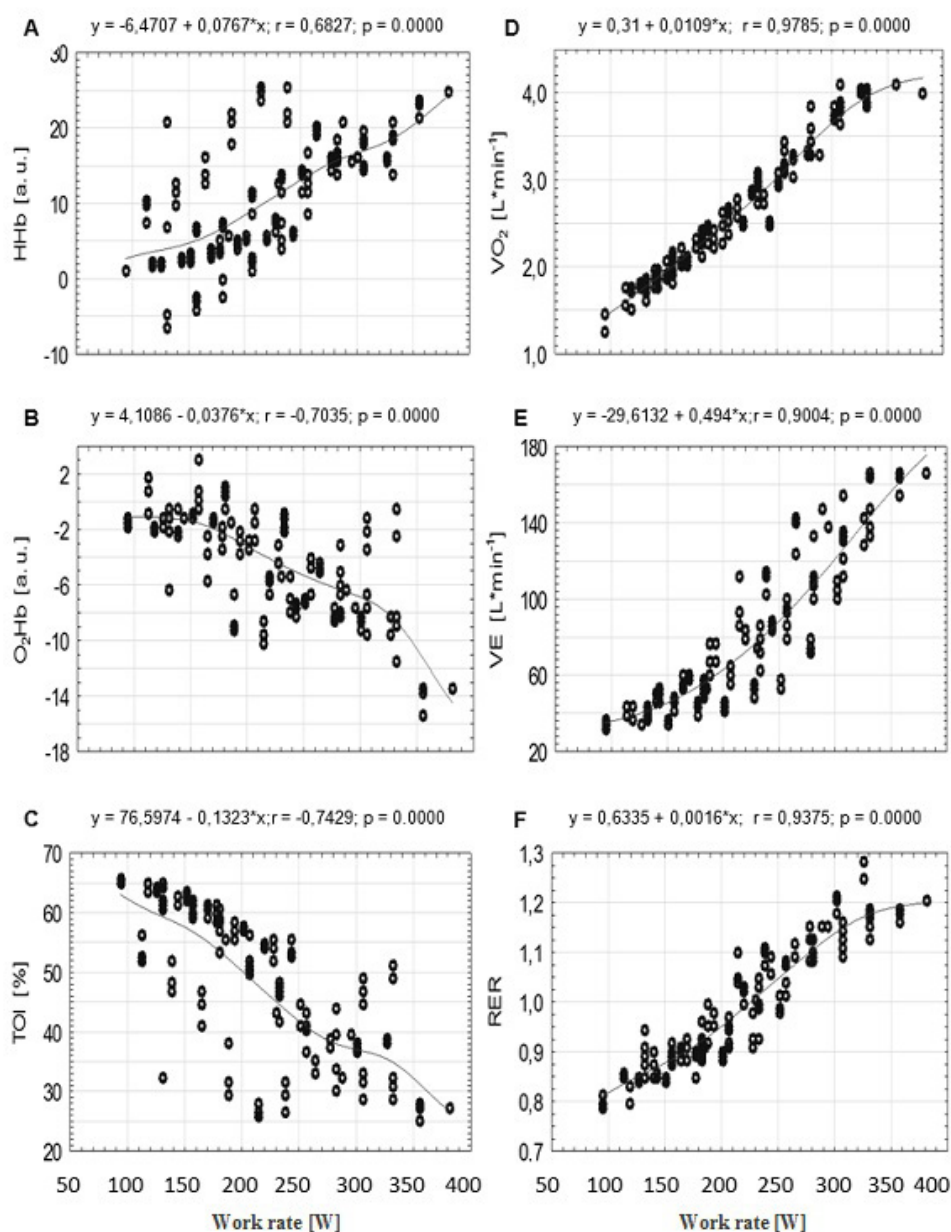 A
y = -6,4707 + 0,0767*x; r = 0,6827; p = 0.0000
30
20
10
0
-10
HHb [a. u.]
B
y = 4,1086 - 0,0376*x; r = -0,7035; p = 0.0000
2
-2
-6
-10
-14
-18
O₂Hb [a. u.]
C
y = 76,5974 - 0,1323*x;r = -0,7429; p = 0.0000
70
60
50
40
30
20
TOI [%]
50 100 150 200 250 300 350 400
Work rate [W]
D
y = 0,31 + 0,0109*x; r = 0,9785; p = 0.0000
4,0
3,0
2,0
1,0
VO₂ [L*min⁻¹]
E
y = -29,6132 + 0,494*x;r = 0,9004; p = 0.0000
180
140
100
60
20
VE [L*min⁻¹]
F
y = 0,6335 + 0,0016*x; r = 0,9375; p = 0.0000
1,3
1,2
1,1
1,0
0,9
0,8
0.7
RER
50 100 150 200 250 300 350 400
Work rate [W]